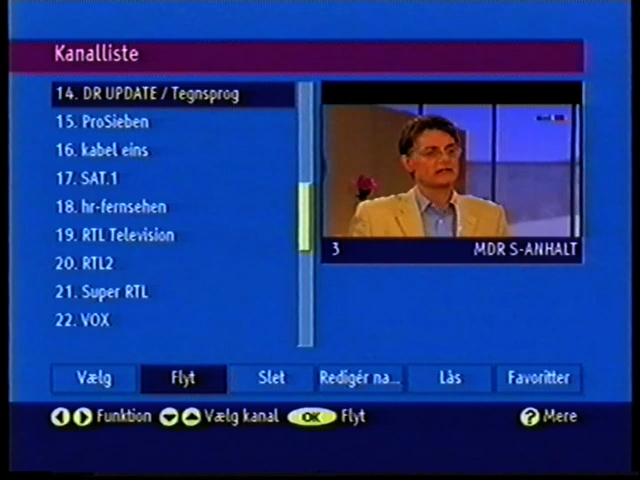 Kanalliste
14. DR UPDATE / Tegnsprog
15. ProSieben
16. kabel eins
17. SAT.1
18. hr-fernsehen
19. RTL Television
20. RTL2
21. Super RTL
22. VOX
3 MDR S-ANHALT
Vælg Flyt Slet Redigér na... Lås Favoritter
Funktion Vælg kanal OK Flyt ? Mere